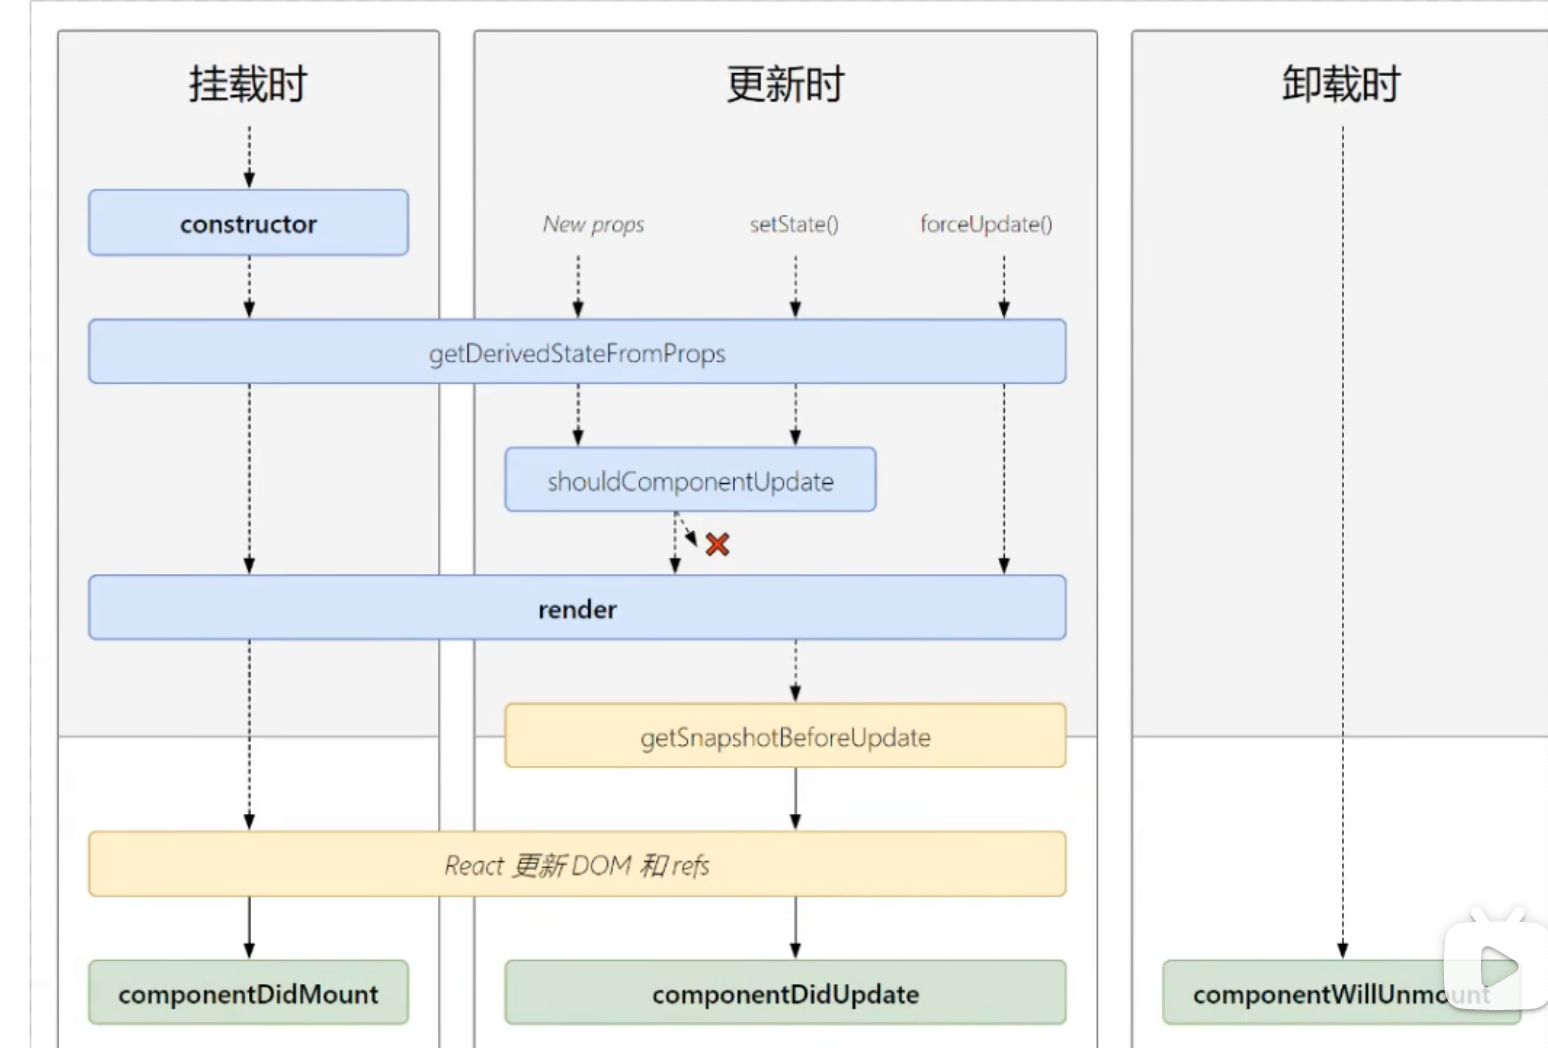 挂载时
更新时
卸载时
constructor
New props
setState()
forceUpdate()
getDerivedStateFromProps
shouldComponentUpdate
render
getSnapshotBeforeUpdate
React 更新 DOM 和 refs
componentDidMount
componentDidUpdate
componentWillUnmount